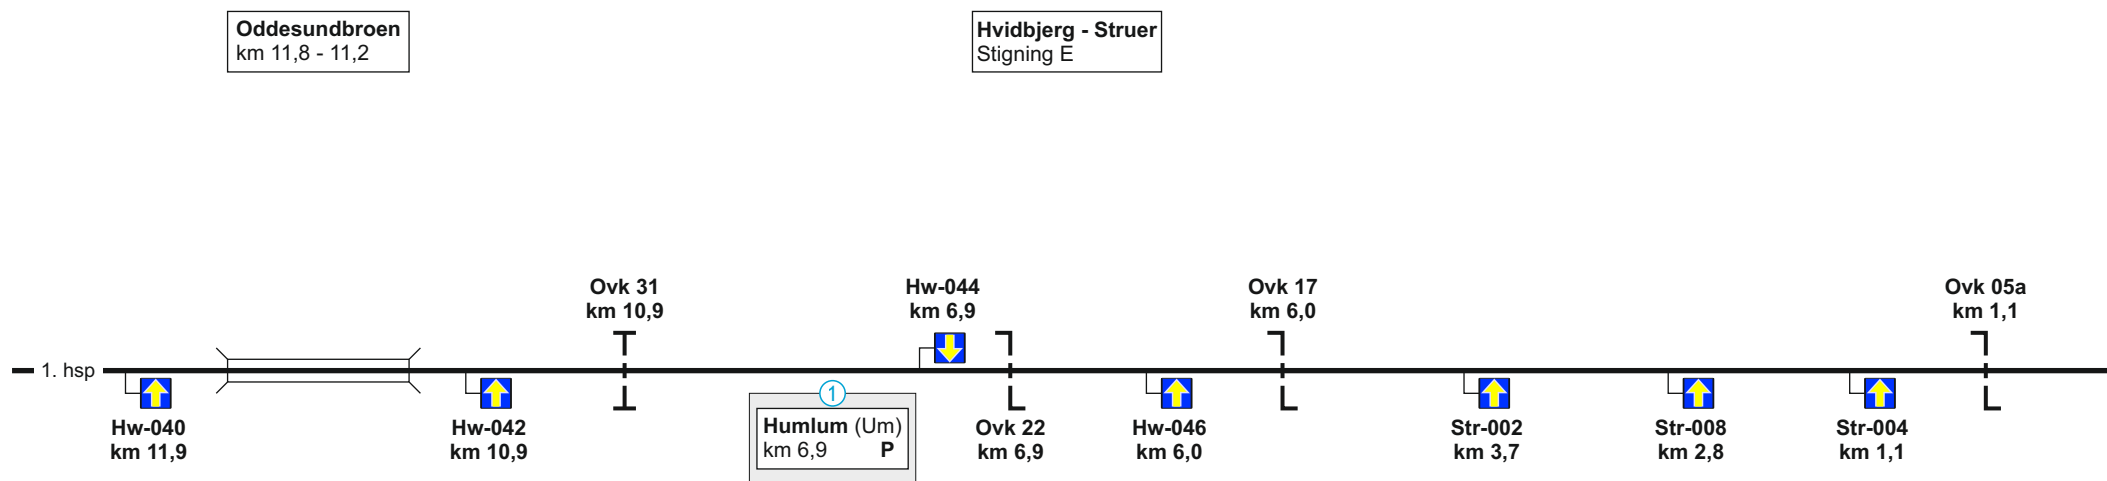 Oddesundbroen
km 11,8 - 11,2
Hvidbjerg - Struer
Stigning E
Ovk 31
km 10,9
Hw-044
km 6,9
Ovk 17
km 6,0
Ovk 05a
km 1,1
1. hsp
1
Hw-040
km 11,9
Hw-042
km 10,9
Humlum (Um)
km 6,9 P
Ovk 22
km 6,9
Hw-046
km 6,0
Str-002
km 3,7
Str-008
km 2,8
Str-004
km 1,1